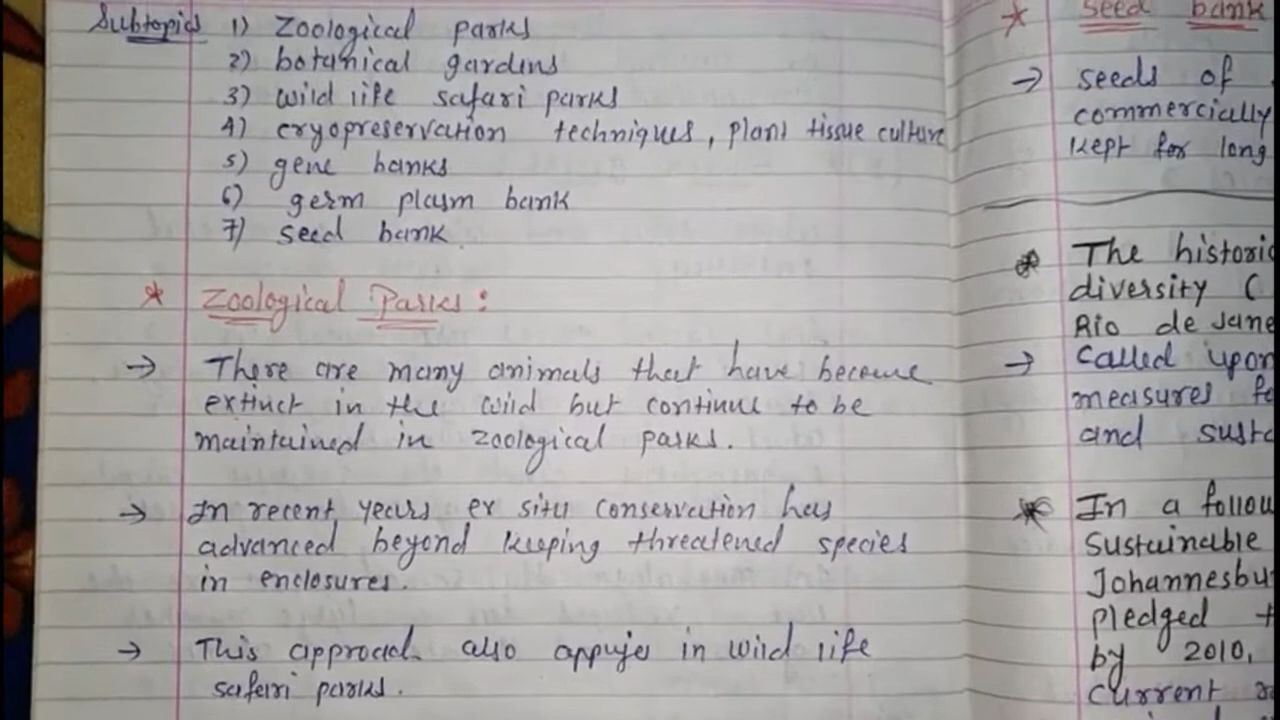 Subtopics 1) Zoological parks
2) botanical gardens
3) wild life safari parks
4) cryopreservation techniques, plant tissue culture
5) gene banks
6) germ plasm bank
7) seed bank
* Zoological Parks:
→ There are many animals that have become
extinct in the wild but continue to be
maintained in zoological parks.
→ In recent years ex situ conservation has
advanced beyond keeping threatened species
in enclosures.
→ This approach also applies in wild life
safari parks.
* seed bank
→ seeds of
commercially
kept for long
* The historic
diversity (
Rio de Jane
→ called upon
measures fo
and susta
* In a follow
Sustainable
Johannesbu
pledged t
by 2010,
current r